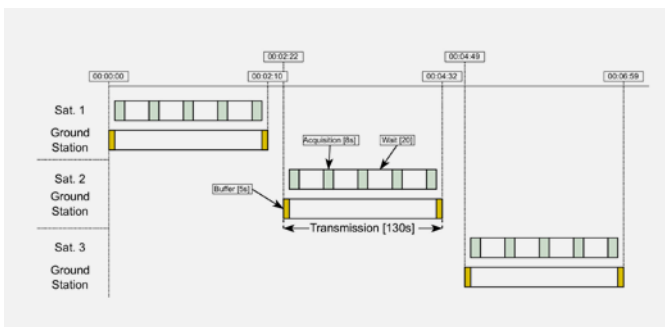 00:02:22
00:04:49
00:00:00
00:02:10
00:04:32
00:06:59
Sat. 1
Ground
Station
Acquisition [8s]
Wait [20]
Sat. 2
Ground
Station
Buffer [5s]
Transmission [130s]
Sat. 3
Ground
Station